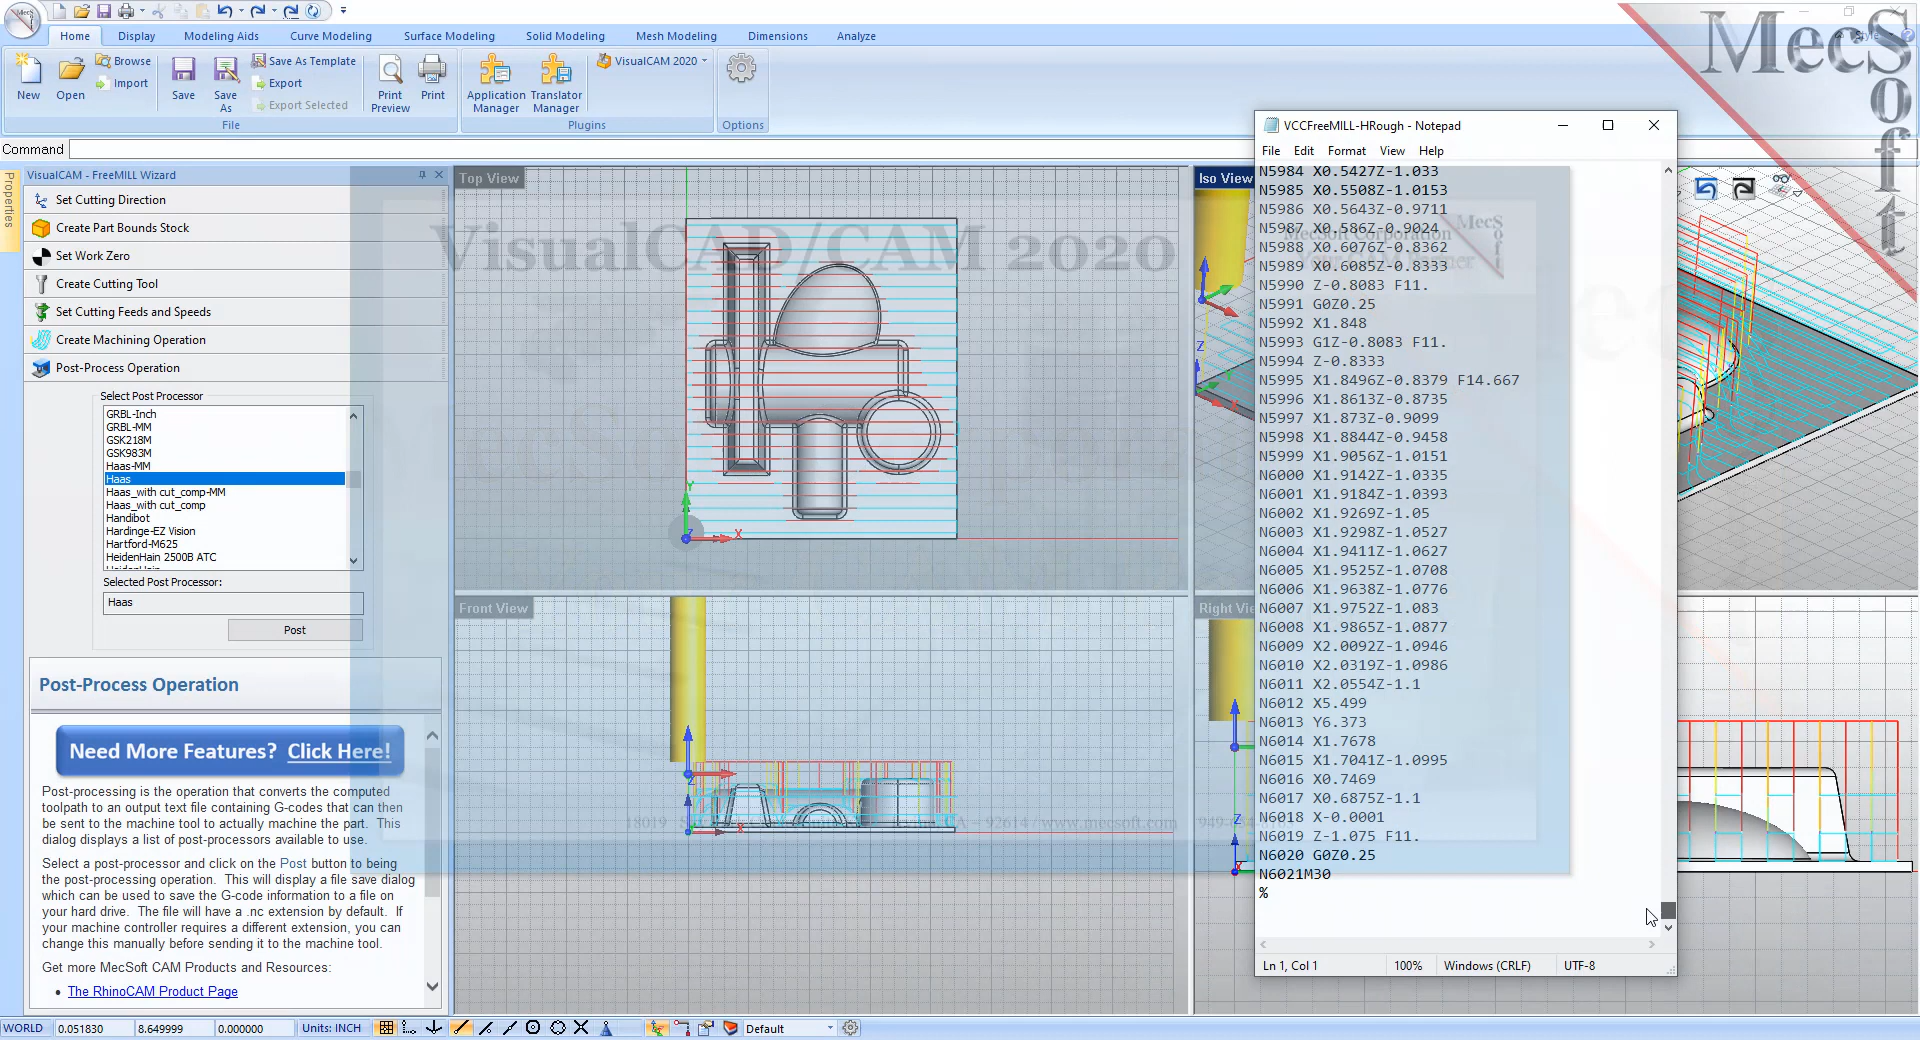 Home
Display
Modeling Aids
Curve Modeling
Surface Modeling
Solid Modeling
Mesh Modeling
Dimensions
Analyze
Style
MecSoft
New
Open
Browse
Import
Save
Save As
Save As Template
Export
Export Selected
Print Preview
Print
File
Application Manager
Translator Manager
VisualCAM 2020
Plugins
Options
Command
Properties
VisualCAM - FreeMILL Wizard
Set Cutting Direction
Create Part Bounds Stock
Set Work Zero
Create Cutting Tool
Set Cutting Feeds and Speeds
Create Machining Operation
Post-Process Operation
Select Post Processor
GRBL-Inch
GRBL-MM
GSK218M
GSK983M
Haas-MM
Haas
Haas_with cut_comp-MM
Haas_with cut_comp
Handibot
Hardinge-EZ Vision
Hartford-M625
HeidenHain 2500B ATC
Selected Post Processor:
Haas
Post
Post-Process Operation
Need More Features? Click Here!
Post-processing is the operation that converts the computed
toolpath to an output text file containing G-codes that can then
be sent to the machine tool to actually machine the part. This
dialog displays a list of post-processors available to use.
Select a post-processor and click on the Post button to being
the post-processing operation. This will display a file save dialog
which can be used to save the G-code information to a file on
your hard drive. The file will have a .nc extension by default. If
your machine controller requires a different extension, you can
change this manually before sending it to the machine tool.
Get more MecSoft CAM Products and Resources:
• The RhinoCAM Product Page
Top View
VisualCAD/CAM 2020
Y
X
Z
Front View
Z
X
18019
CA - 92614 / www.mecsoft.com
Iso View
Z
Right Vie
Z
X
VCCFreeMILL-HRough - Notepad
File Edit Format View Help
N5984 X0.5427Z-1.033
N5985 X0.5508Z-1.0153
N5986 X0.5643Z-0.9711
N5987 X0.586Z-0.9024
N5988 X0.6076Z-0.8362
N5989 X0.6085Z-0.8333
N5990 Z-0.8083 F11.
N5991 G0Z0.25
N5992 X1.848
N5993 G1Z-0.8083 F11.
N5994 Z-0.8333
N5995 X1.8496Z-0.8379 F14.667
N5996 X1.8613Z-0.8735
N5997 X1.873Z-0.9099
N5998 X1.8844Z-0.9458
N5999 X1.9056Z-1.0151
N6000 X1.9142Z-1.0335
N6001 X1.9184Z-1.0393
N6002 X1.9269Z-1.05
N6003 X1.9298Z-1.0527
N6004 X1.9411Z-1.0627
N6005 X1.9525Z-1.0708
N6006 X1.9638Z-1.0776
N6007 X1.9752Z-1.083
N6008 X1.9865Z-1.0877
N6009 X2.0092Z-1.0946
N6010 X2.0319Z-1.0986
N6011 X2.0554Z-1.1
N6012 X5.499
N6013 Y6.373
N6014 X1.7678
N6015 X1.7041Z-1.0995
N6016 X0.7469
N6017 X0.6875Z-1.1
N6018 X-0.0001
N6019 Z-1.075 F11.
N6020 G0Z0.25
N6021M30
%
MecSoft Corporation
MecSoft
Ln 1, Col 1
100%
Windows (CRLF)
UTF-8
WORLD
0.051830
8.649999
0.000000
Units: INCH
Default